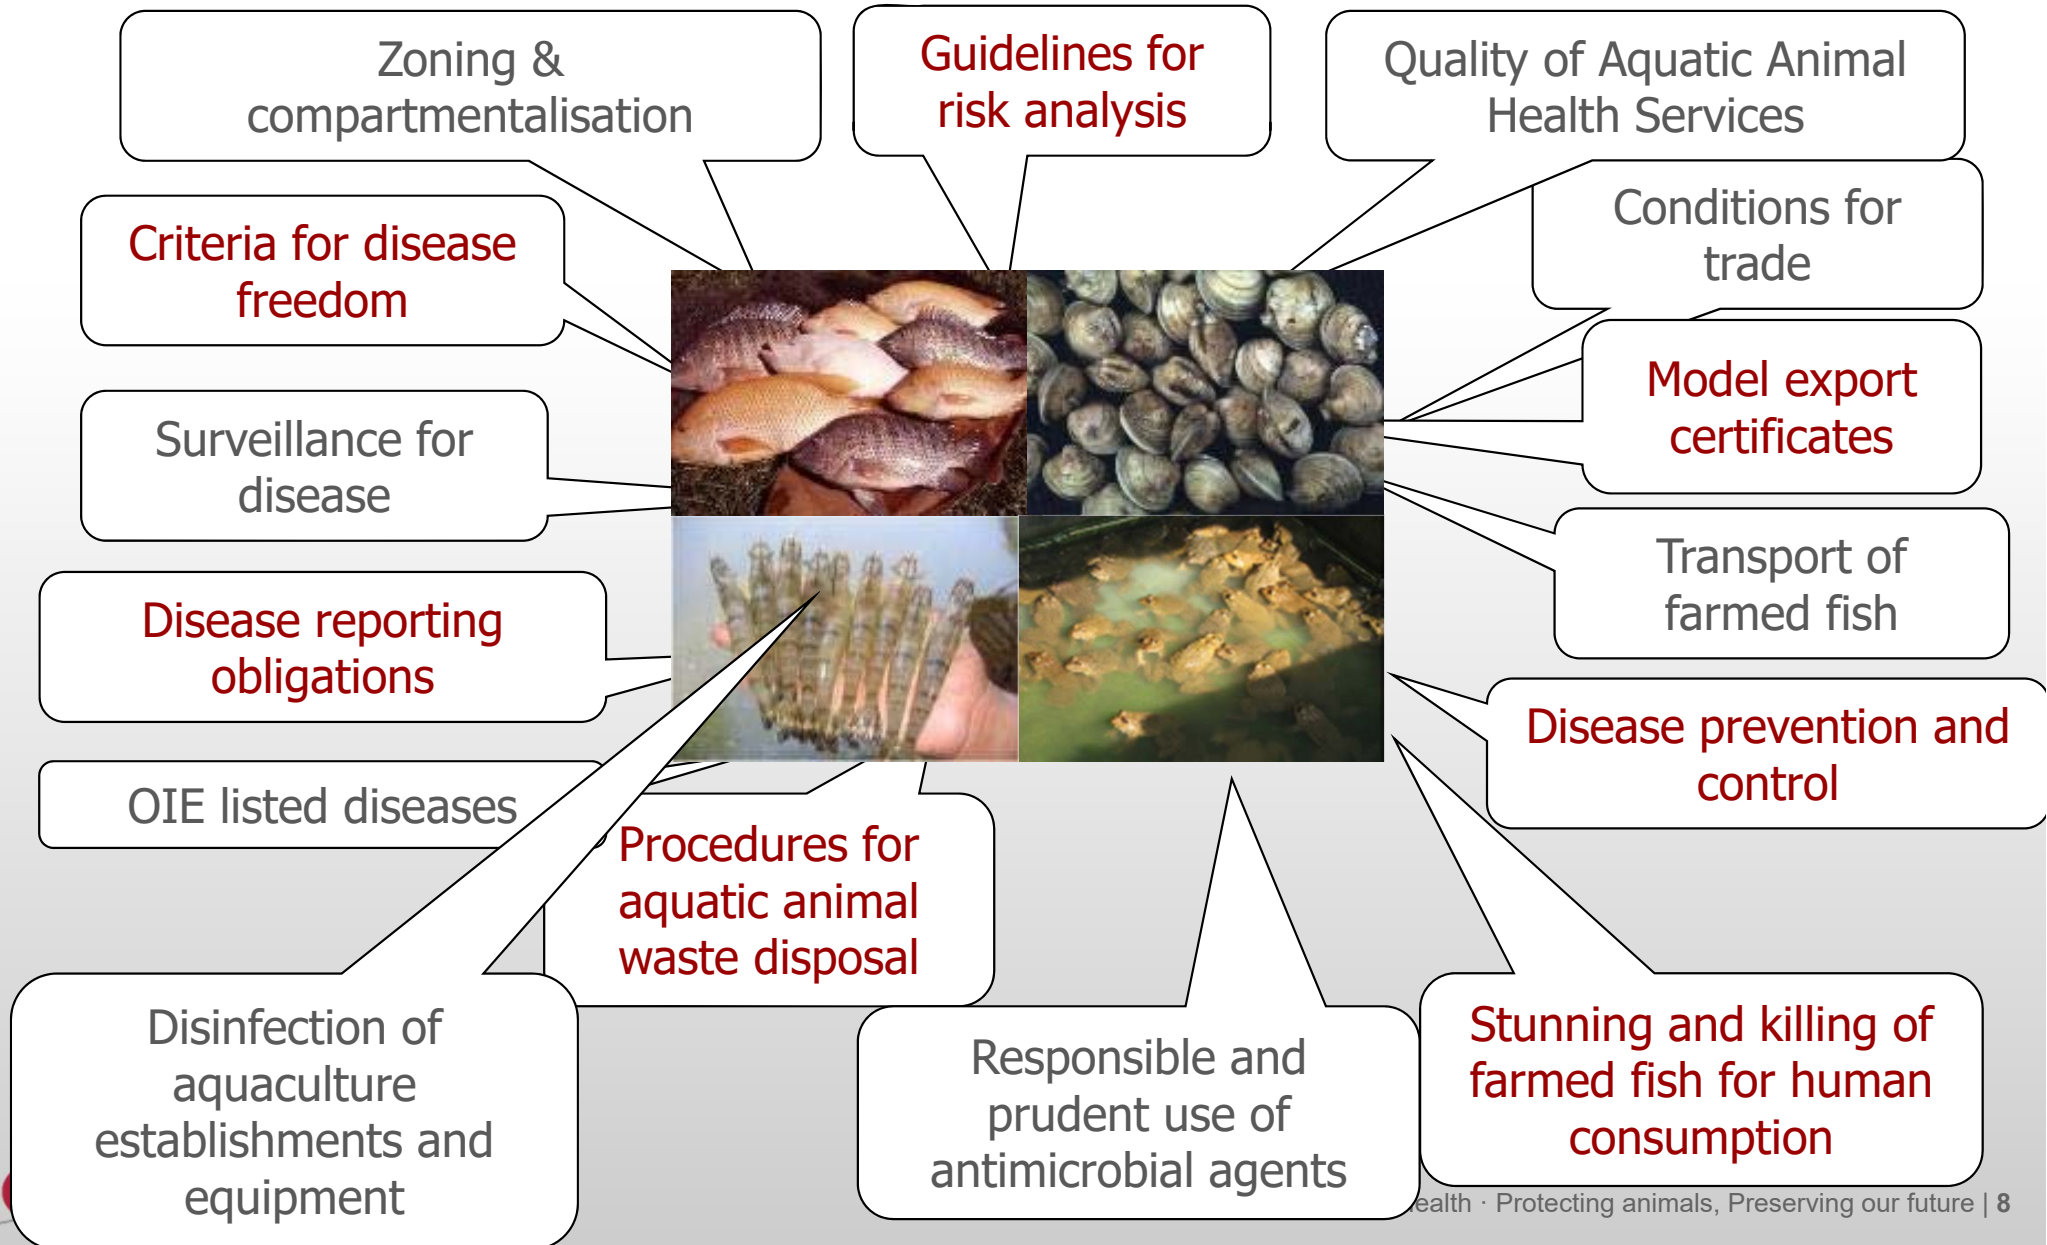 Zoning &
compartmentalisation
Guidelines for
risk analysis
Quality of Aquatic Animal
Health Services
Criteria for disease
freedom
Conditions for
trade
Surveillance for
disease
Model export
certificates
Disease reporting
obligations
Transport of
farmed fish
OIE listed diseases
Disease prevention and
control
Procedures for
aquatic animal
waste disposal
Disinfection of
aquaculture
establishments and
equipment
Responsible and
prudent use of
antimicrobial agents
Stunning and killing of
farmed fish for human
consumption
ealth · Protecting animals, Preserving our future | 8